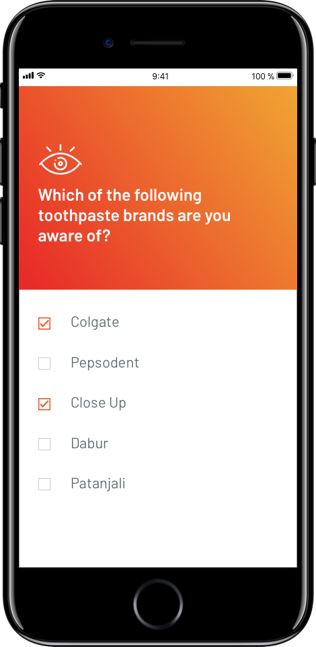 9:41
100 %
Which of the following
toothpaste brands are you
aware of?
Colgate
Pepsodent
Close Up
Dabur
Patanjali